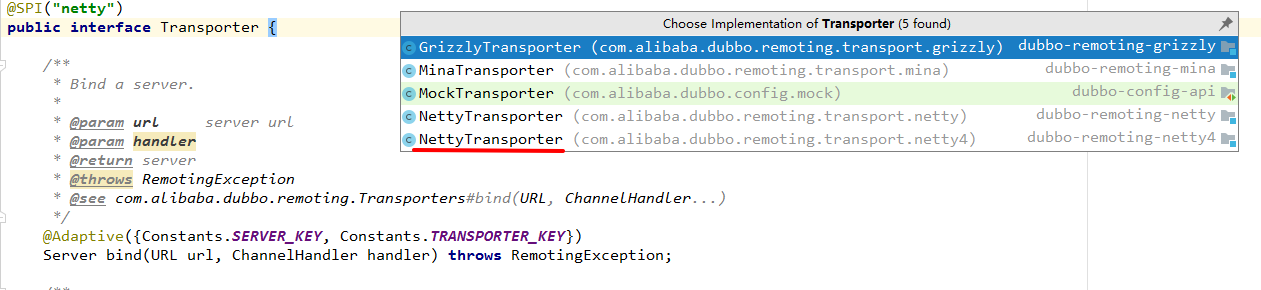 @SPI("netty")
public interface Transporter {
/**
* Bind a server.
*
* @param url server url
* @param handler
* @return server
* @throws RemotingException
* @see com.alibaba.dubbo.remoting.Transporters#bind(URL, ChannelHandler...)
*/
@Adaptive({Constants.SERVER_KEY, Constants.TRANSPORTER_KEY})
Server bind(URL url, ChannelHandler handler) throws RemotingException;
/**
Choose Implementation of Transporter (5 found)
GrizzlyTransporter (com.alibaba.dubbo.remoting.transport.grizzly) dubbo-remoting-grizzly
MinaTransporter (com.alibaba.dubbo.remoting.transport.mina) dubbo-remoting-mina
MockTransporter (com.alibaba.dubbo.config.mock) dubbo-config-api
NettyTransporter (com.alibaba.dubbo.remoting.transport.netty) dubbo-remoting-netty
NettyTransporter (com.alibaba.dubbo.remoting.transport.netty4) dubbo-remoting-netty4